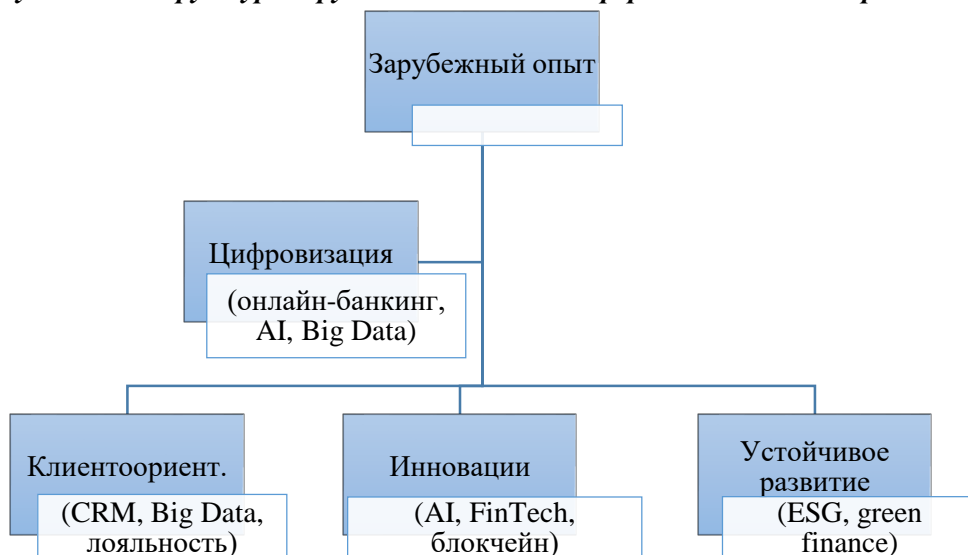 Зарубежный опыт
Цифровизация
(онлайн-банкинг,
AI, Big Data)
Клиентоориент.
(CRM, Big Data,
лояльность)
Инновации
(AI, FinTech,
блокчейн)
Устойчивое
развитие
(ESG, green
finance)